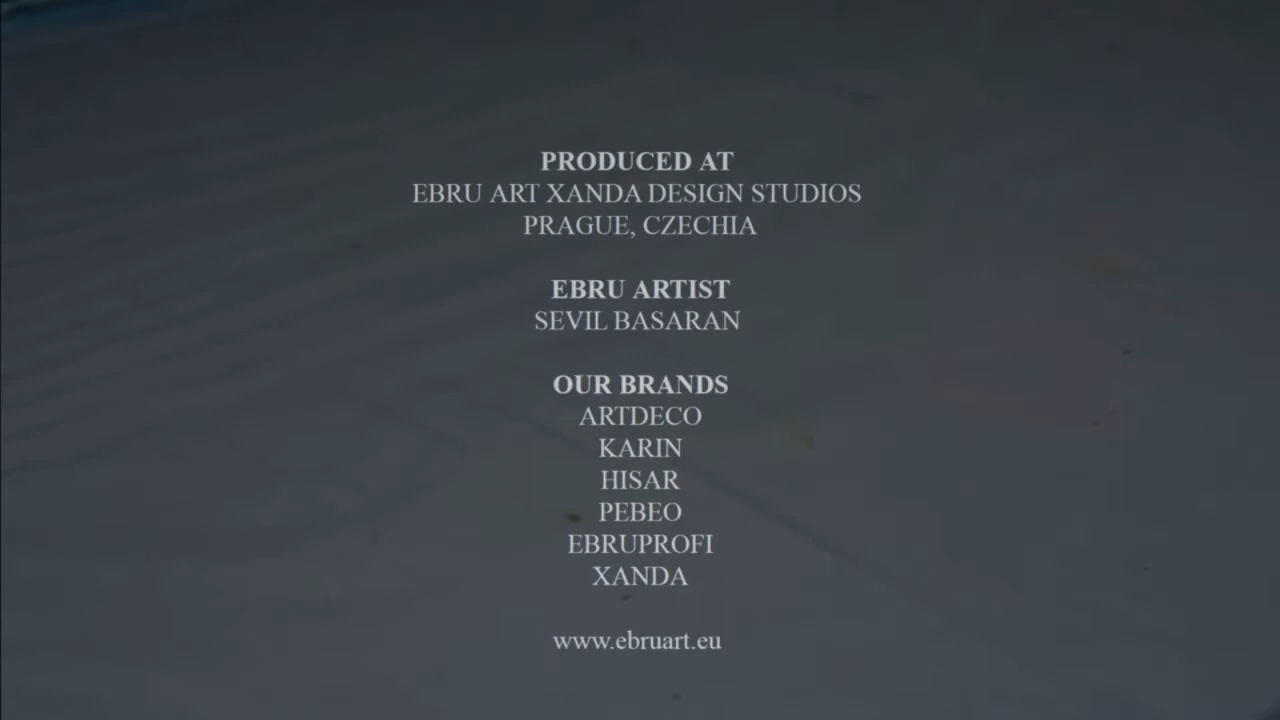 PRODUCED AT
EBRU ART XANDA DESIGN STUDIOS
PRAGUE, CZECHIA
EBRU ARTIST
SEVIL BASARAN
OUR BRANDS
ARTDECO
KARIN
HISAR
PEBEO
EBRUPROFI
XANDA
www.ebruart.eu